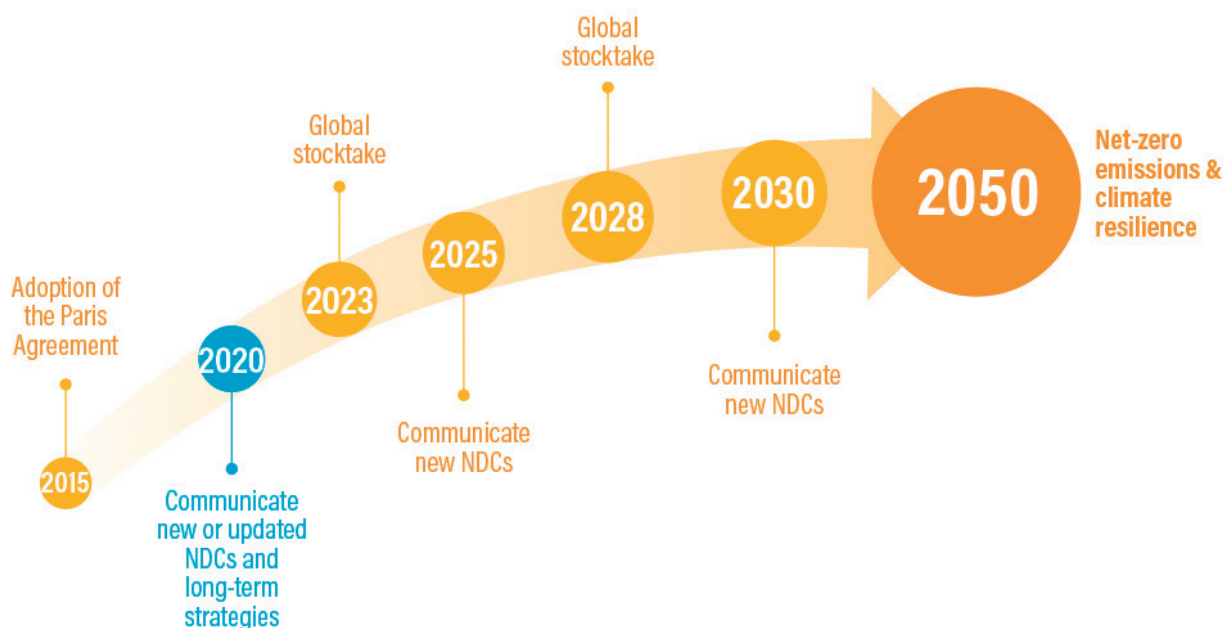 Adoption of
the Paris
Agreement
2015
2020
Communicate
new or updated
NDCs and
long-term
strategies
Global
stocktake
2023
2025
Communicate
new NDCs
Global
stocktake
2028
2030
Communicate
new NDCs
2050
Net-zero
emissions &
climate
resilience